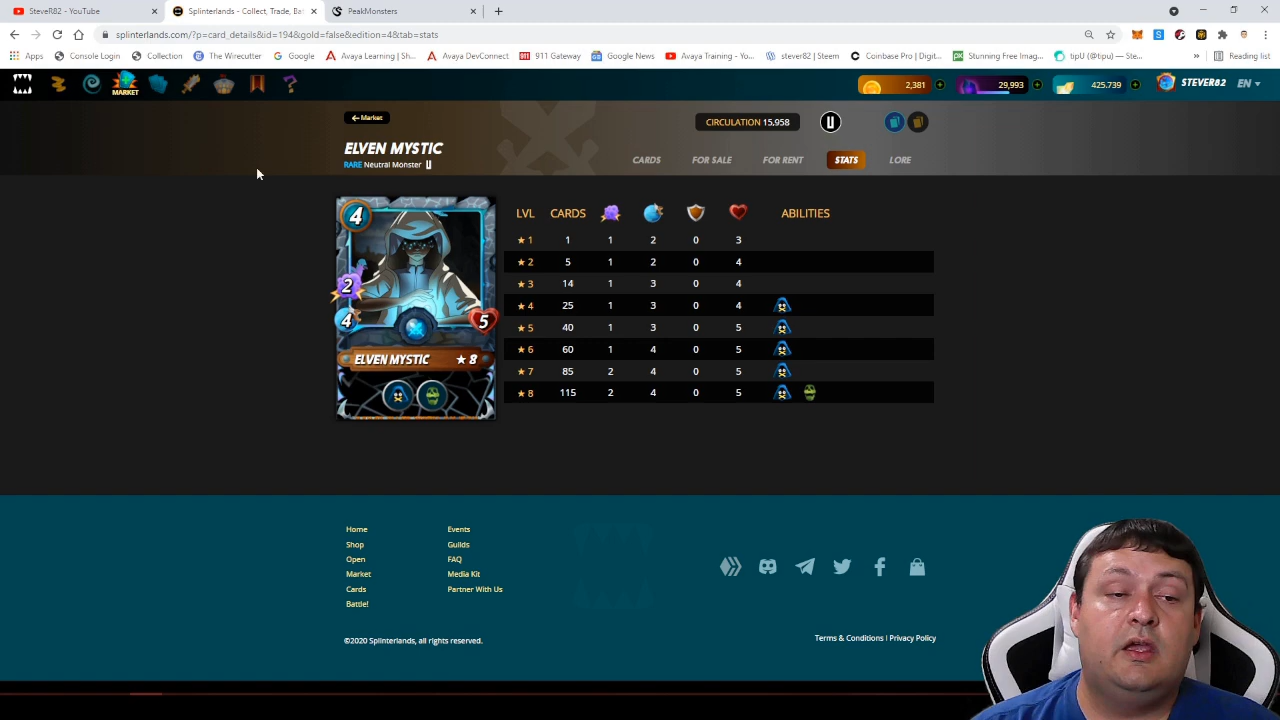 SteveR82 - YouTube
Splinterlands - Collect, Trade, Ba
PeakMonsters
splinterlands.com/?p=card_details&id=194&gold=false&edition=4&tab=stats
Apps Console Login Collection The Wirecutter Google Avaya Learning | Sh... Avaya DevConnect 911 Gateway Google News Avaya Training - Yo... stever82 | Steem Coinbase Pro | Digit... Stunning Free Imag... tipU (@tipu) — Ste... » Reading list
MARKET
2,381 29,993 425.739 STEVER82 EN
Market
CIRCULATION 15,958
ELVEN MYSTIC
RARE Neutral Monster
CARDS FOR SALE FOR RENT STATS LORE
4
2
4
5
ELVEN MYSTIC ★ 8
LVL CARDS ABILITIES
★ 1 1 1 2 0 3
★ 2 5 1 2 0 4
★ 3 14 1 3 0 4
★ 4 25 1 3 0 4
★ 5 40 1 3 0 5
★ 6 60 1 4 0 5
★ 7 85 2 4 0 5
★ 8 115 2 4 0 5
Home
Shop
Open
Market
Cards
Battle!
Events
Guilds
FAQ
Media Kit
Partner With Us
©2020 Splinterlands, all rights reserved.
Terms & Conditions | Privacy Policy